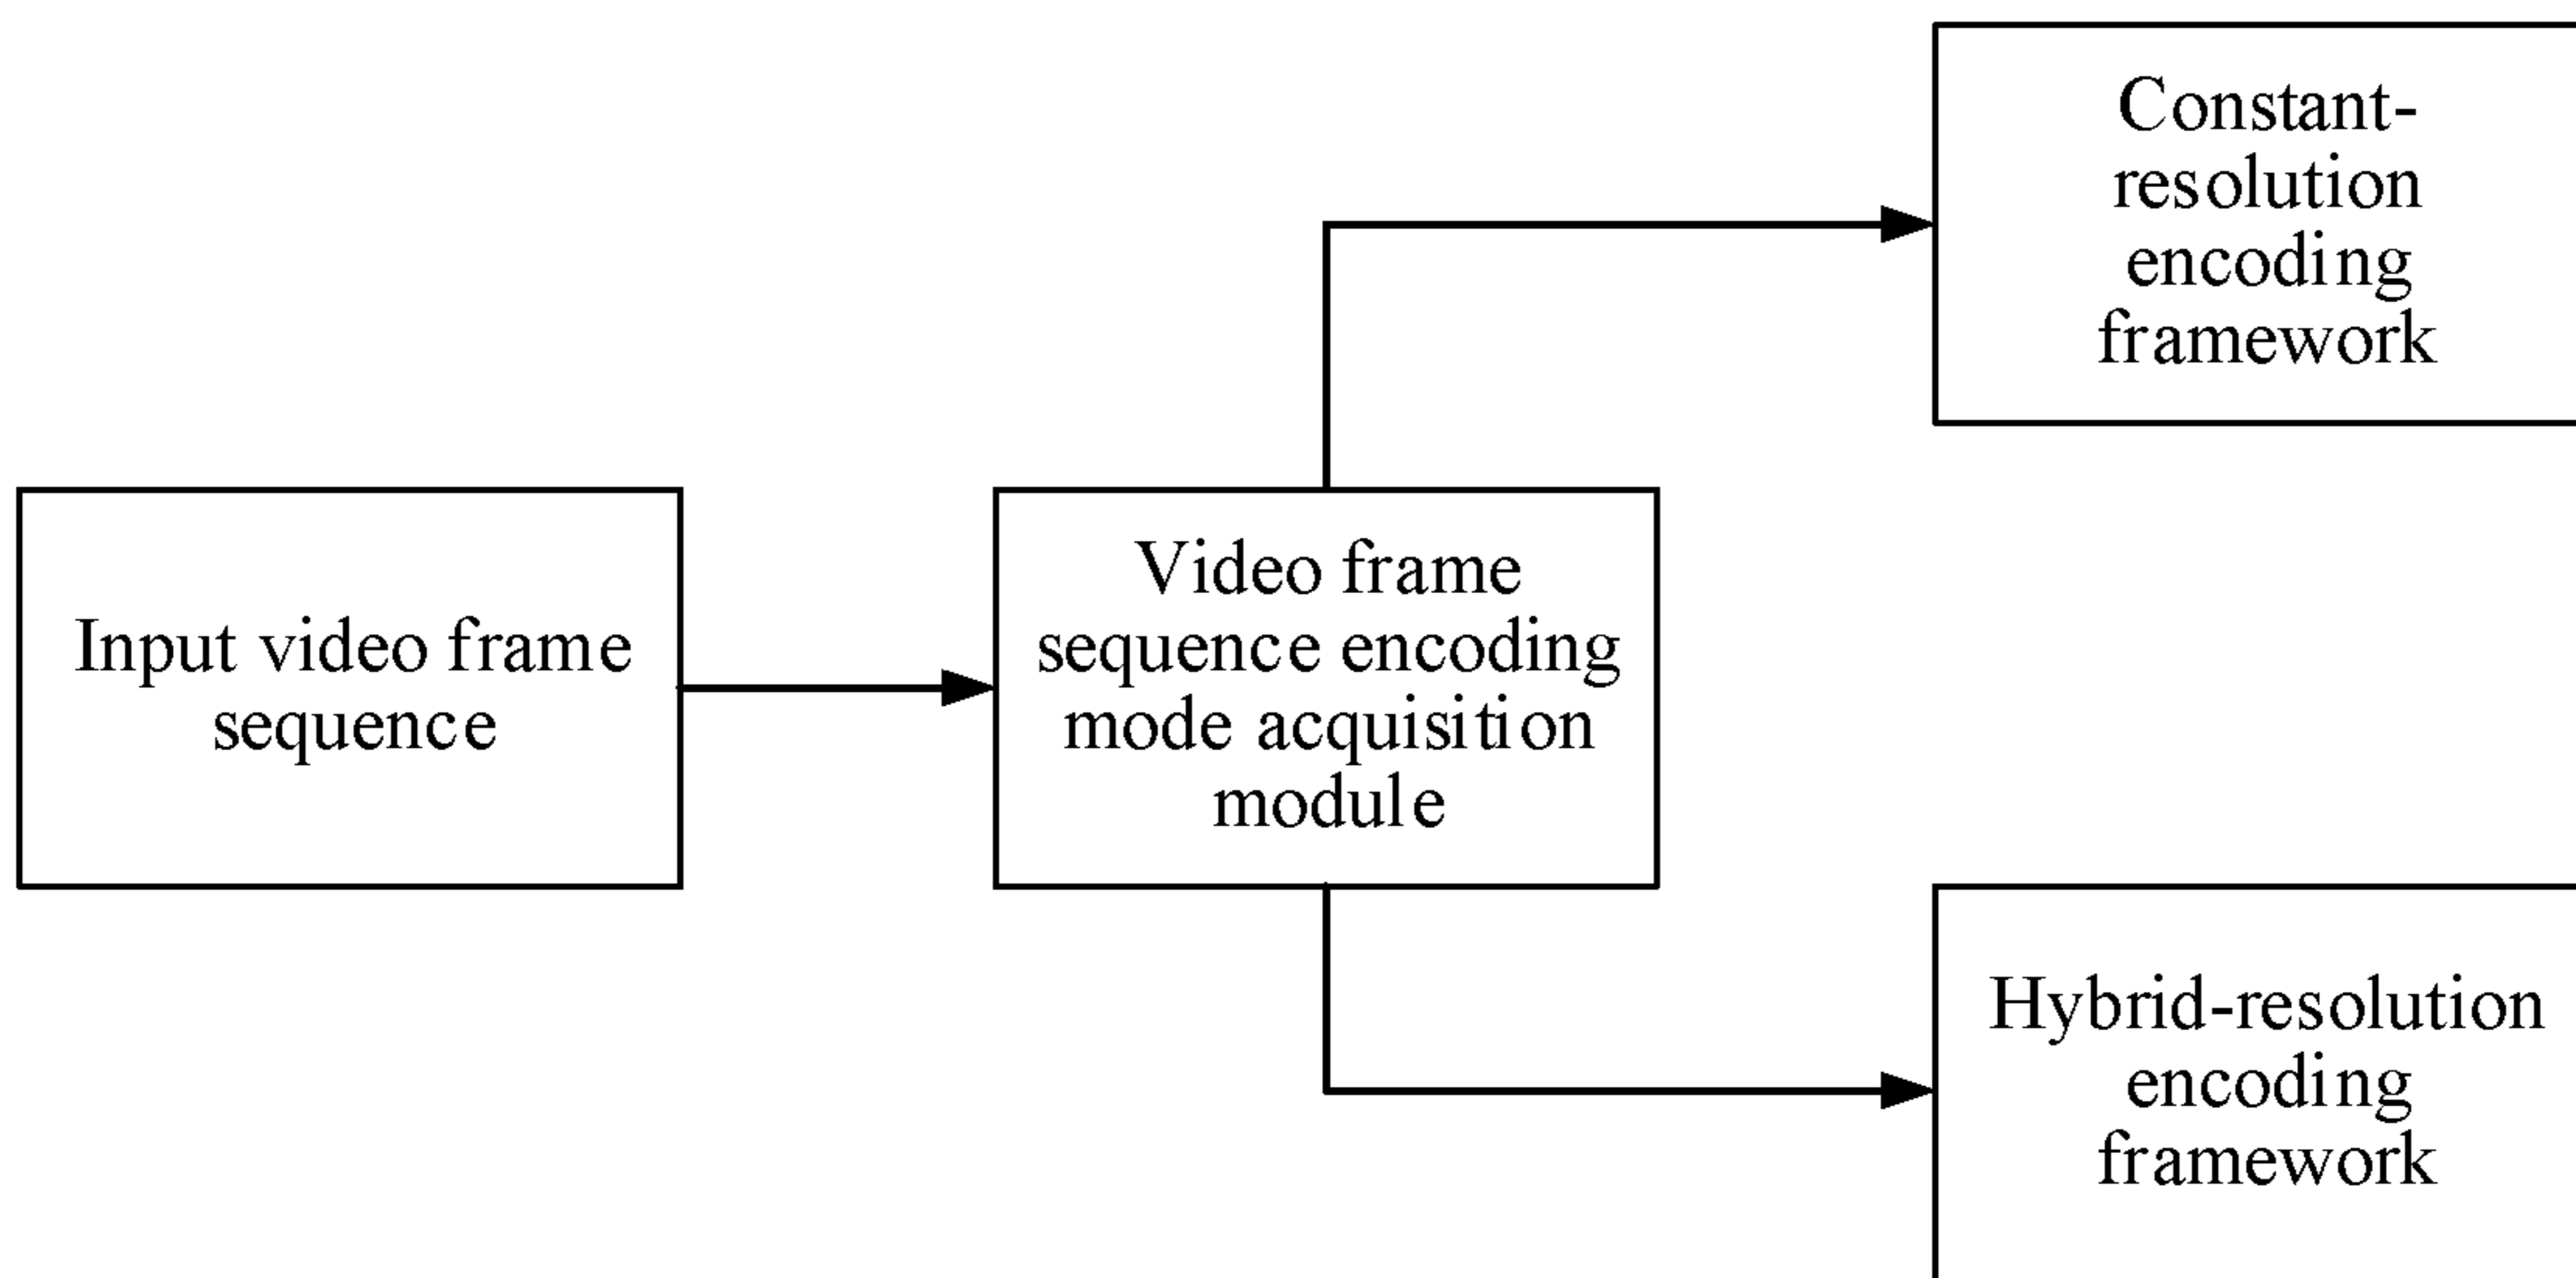 Constant-
resolution
encoding
framework
Input video frame
sequence
Video frame
sequence encoding
mode acquisition
module
Hybrid-resolution
encoding
framework